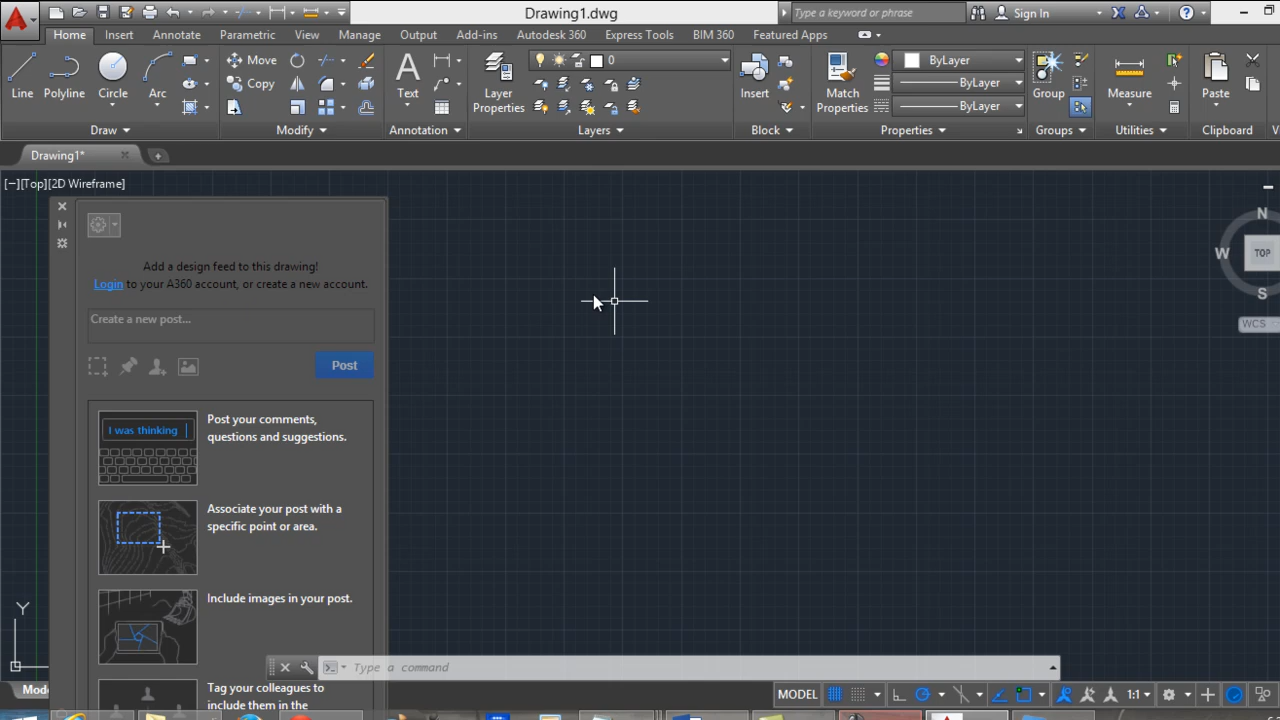 Drawing1.dwg
Type a keyword or phrase
Sign In
Home Insert Annotate Parametric View Manage Output Add-ins Autodesk 360 Express Tools BIM 360 Featured Apps
Line Polyline Circle Arc
Move
Copy
Text
Layer Properties
0
Insert
Match Properties
ByLayer
ByLayer
ByLayer
Group
Measure
Paste
Draw Modify Annotation Layers Block Properties Groups Utilities Clipboard
Drawing1*
[−][Top][2D Wireframe]
N
W TOP
S
WCS
Add a design feed to this drawing!
Login to your A360 account, or create a new account.
Create a new post...
Post
I was thinking
Post your comments,
questions and suggestions.
Associate your post with a
specific point or area.
Include images in your post.
Tag your colleagues to
include them in the
Y
Type a command
MODEL 1:1